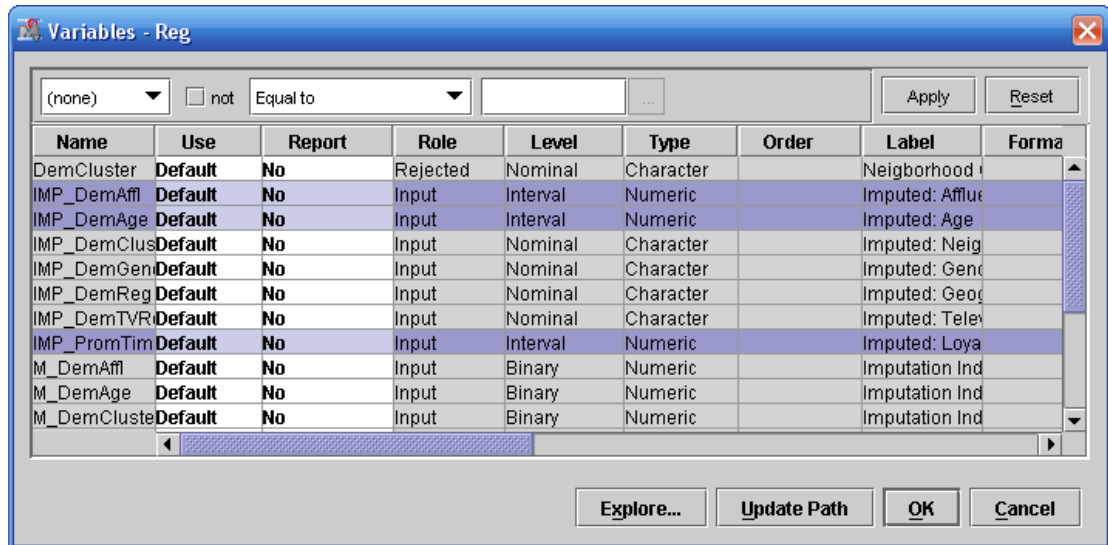 Variables - Reg
(none) not Equal to ... Apply Reset
Name Use Report Role Level Type Order Label Forma
DemCluster Default No Rejected Nominal Character Neigborhood
IMP_DemAffl Default No Input Interval Numeric Imputed: Afflue
IMP_DemAge Default No Input Interval Numeric Imputed: Age
IMP_DemClus Default No Input Nominal Character Imputed: Neig
IMP_DemGen Default No Input Nominal Character Imputed: Gend
IMP_DemReg Default No Input Nominal Character Imputed: Geog
IMP_DemTVR Default No Input Nominal Character Imputed: Telev
IMP_PromTim Default No Input Interval Numeric Imputed: Loya
M_DemAffl Default No Input Binary Numeric Imputation Ind
M_DemAge Default No Input Binary Numeric Imputation Ind
M_DemCluste Default No Input Binary Numeric Imputation Ind
Explore... Update Path OK Cancel